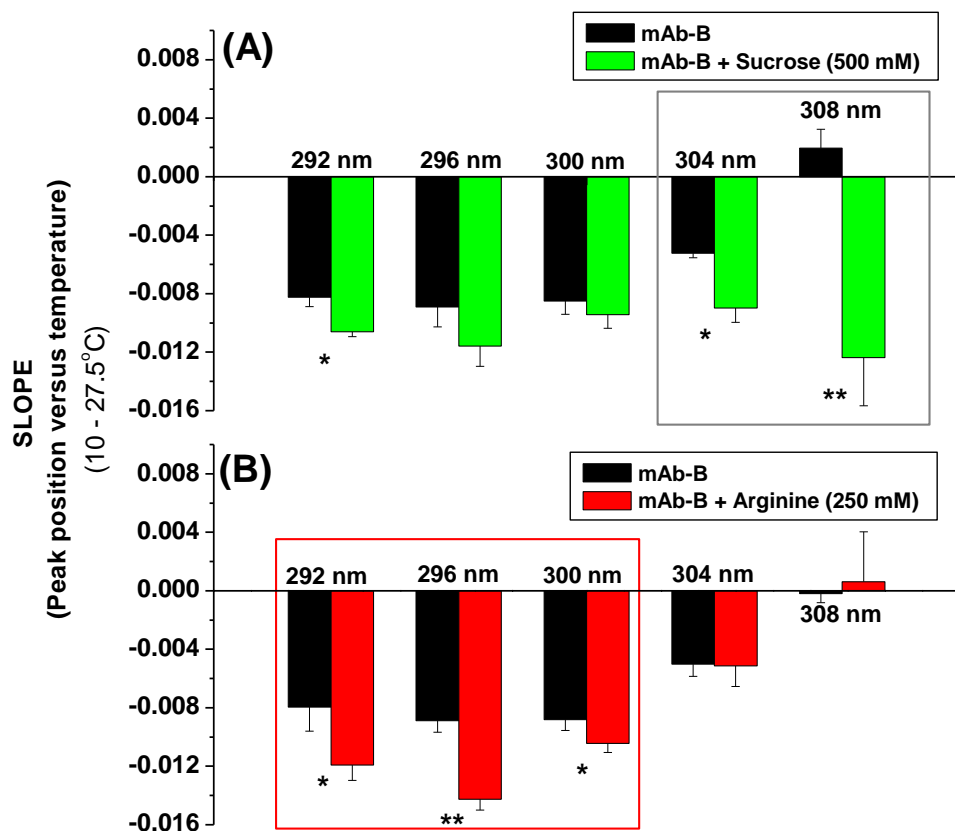 (A)
mAb-B
mAb-B + Sucrose (500 mM)
0.008
0.004
0.000
-0.004
-0.008
-0.012
-0.016
292 nm
296 nm
300 nm
304 nm
308 nm
*
*
**
SLOPE
(Peak position versus temperature)
(10 - 27.5°C)
(B)
mAb-B
mAb-B + Arginine (250 mM)
0.008
0.004
0.000
-0.004
-0.008
-0.012
-0.016
292 nm
296 nm
300 nm
304 nm
308 nm
*
**
*